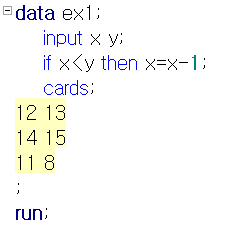 data ex1;
input x y;
if x<y then x=x-1;
cards;
12 13
14 15
11 8
;
run;